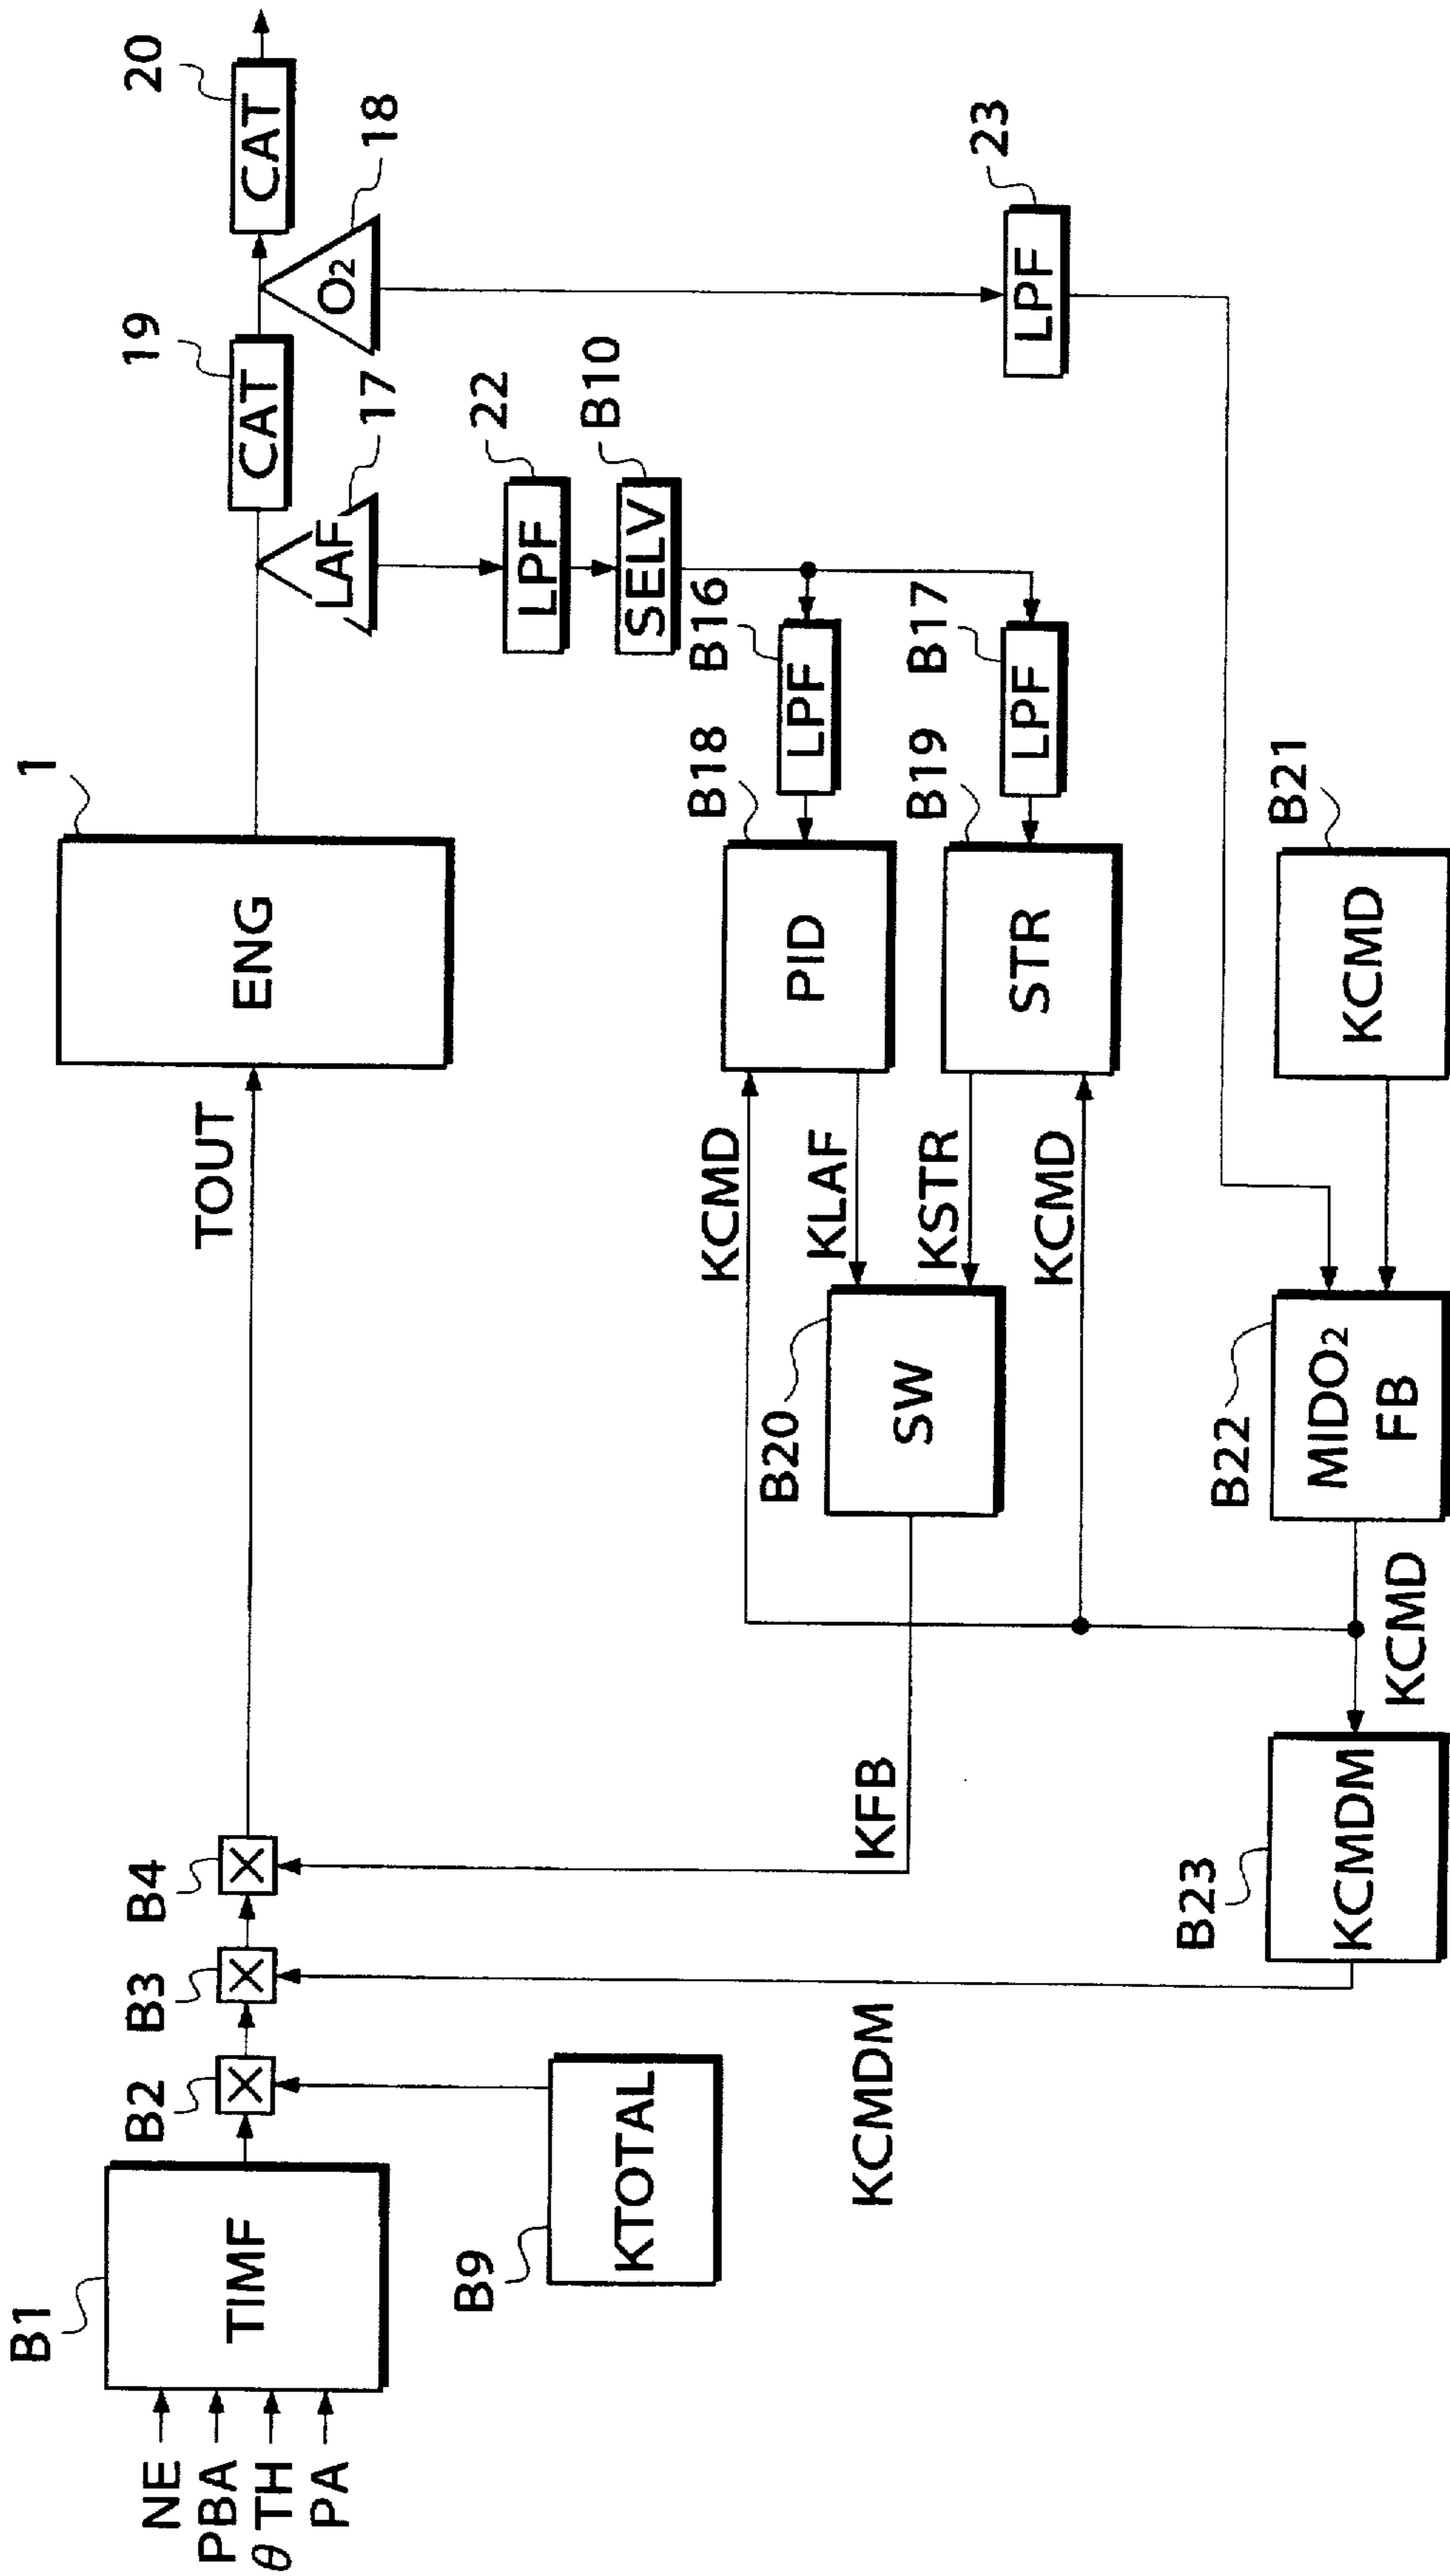 B1
TIMF
NE
PBA
θ TH
PA
B2
×
B3
×
B4
×
B9
KTOTAL
TOUT
1
ENG
19
CAT
20
CAT
LAF
17
O2
18
22
LPF
B10
SELV
23
LPF
B16
LPF
B17
LPF
B18
PID
B19
STR
KCMD
KLAF
KSTR
KCMD
B20
SW
KFB
B21
KCMD
B22
MIDO2
FB
KCMD
B23
KCMDM
KCMDM